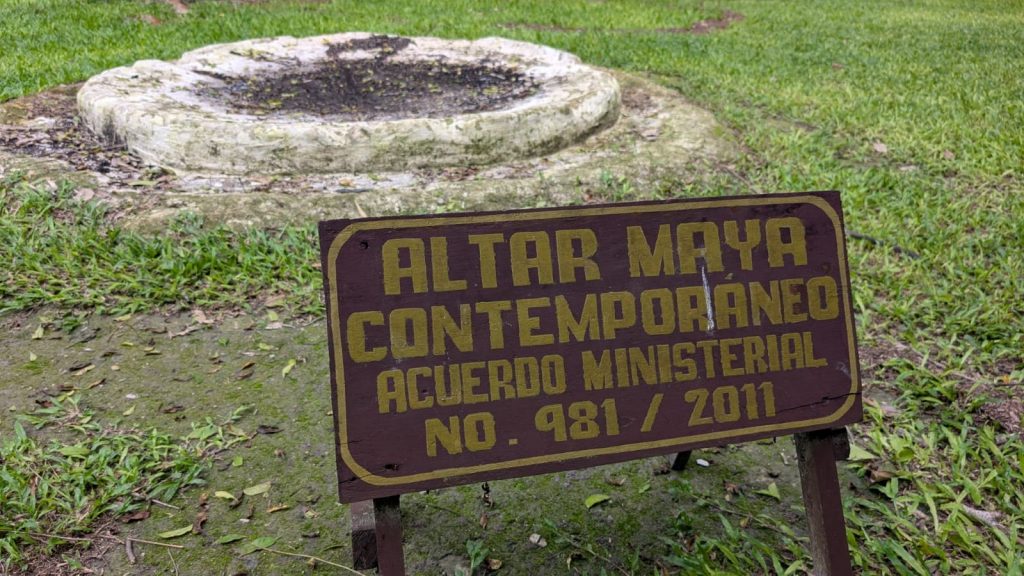 ALTAR MAYA
CONTEMPORANEO
ACUERDO MINISTERIAL
NO. 981 / 2011